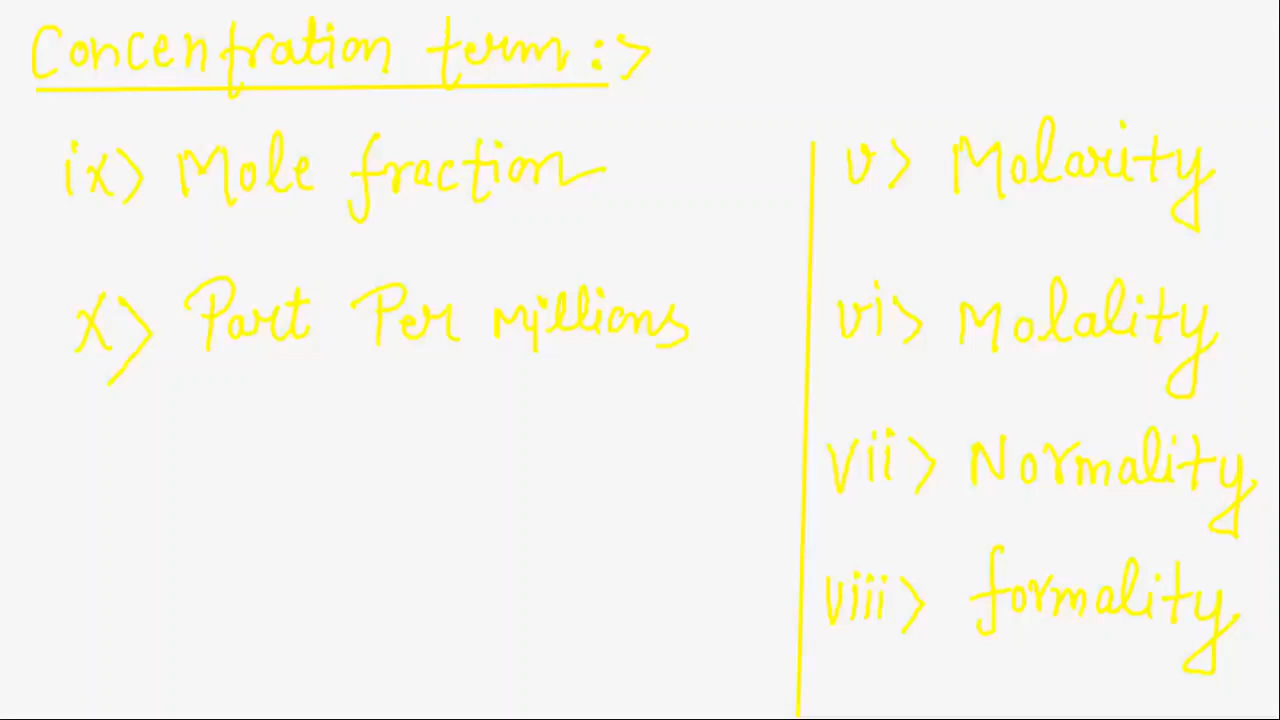 Concentration term :>
ix> Mole fraction
x> Part Per millions
v> Molarity
vi> Molality
vii> Normality
viii> formality